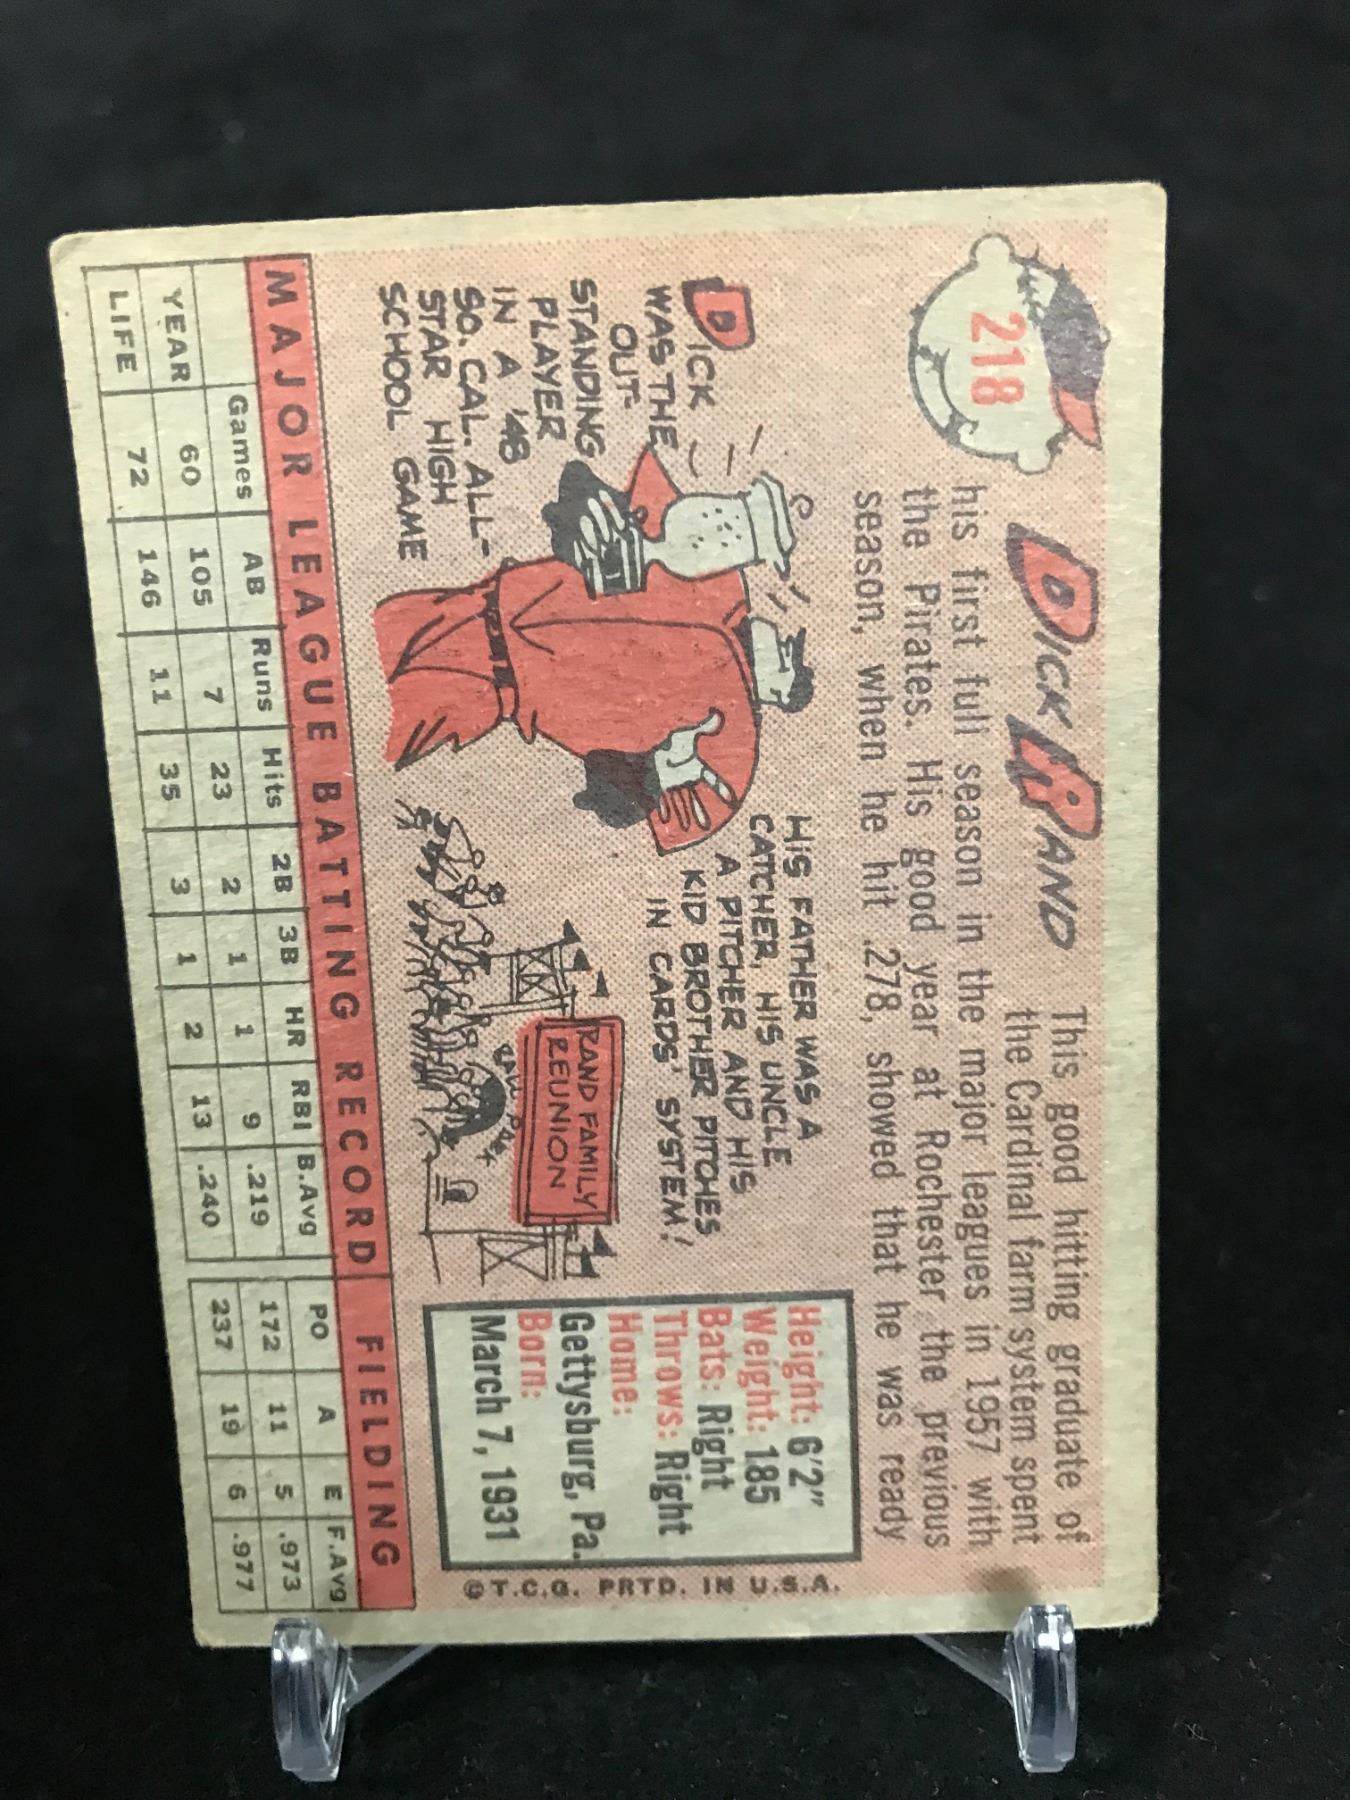 218
DICK RAND
This good hitting graduate of
the Cardinal farm system spent
his first full season in the major leagues in 1957 with
the Pirates. His good year at Rochester the previous
season, when he hit .278, showed that he was ready
DICK
WAS THE
OUT-
STANDING
PLAYER
IN A '48
SO. CAL. ALL-
STAR HIGH
SCHOOL GAME
HIS FATHER WAS A
CATCHER, HIS UNCLE
A PITCHER AND HIS
KID BROTHER PITCHES
IN CARDS' SYSTEM!
RAND FAMILY
REUNION
BALL PARK
Height: 6'2"
Weight: 185
Bats: Right
Throws: Right
Home:
Gettysburg, Pa.
Born:
March 7, 1931
©T.C.G. PRTD. IN U.S.A.
MAJOR LEAGUE BATTING RECORD FIELDING
Games AB Runs Hits 2B 3B HR RBI B.Avg PO A E F.Avg
YEAR 60 105 7 23 2 1 1 9 .219 172 11 5 .973
LIFE 72 146 11 35 3 1 2 13 .240 237 19 6 .977